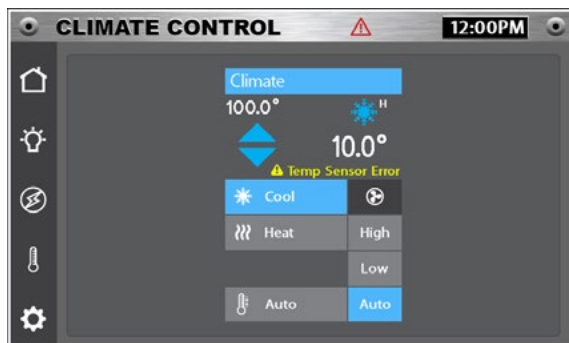 CLIMATE CONTROL 12:00PM
Climate
100.0° H
10.0°
Temp Sensor Error
Cool
Heat High
Low
Auto Auto